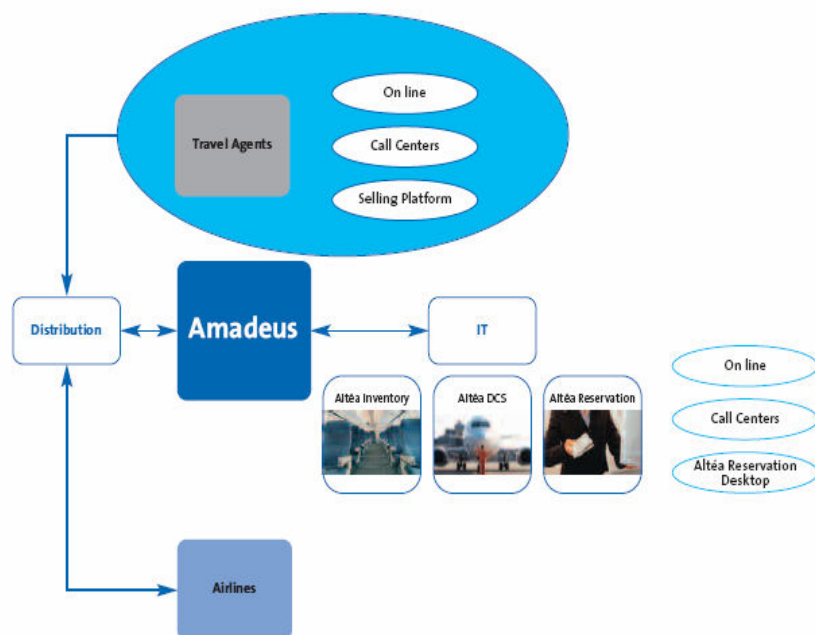 On line
Travel Agents
Call Centers
Selling Platform
Distribution
Amadeus
IT
Altéa Inventory
Altéa DCS
Altéa Reservation
On line
Call Centers
Altéa Reservation
Desktop
Airlines